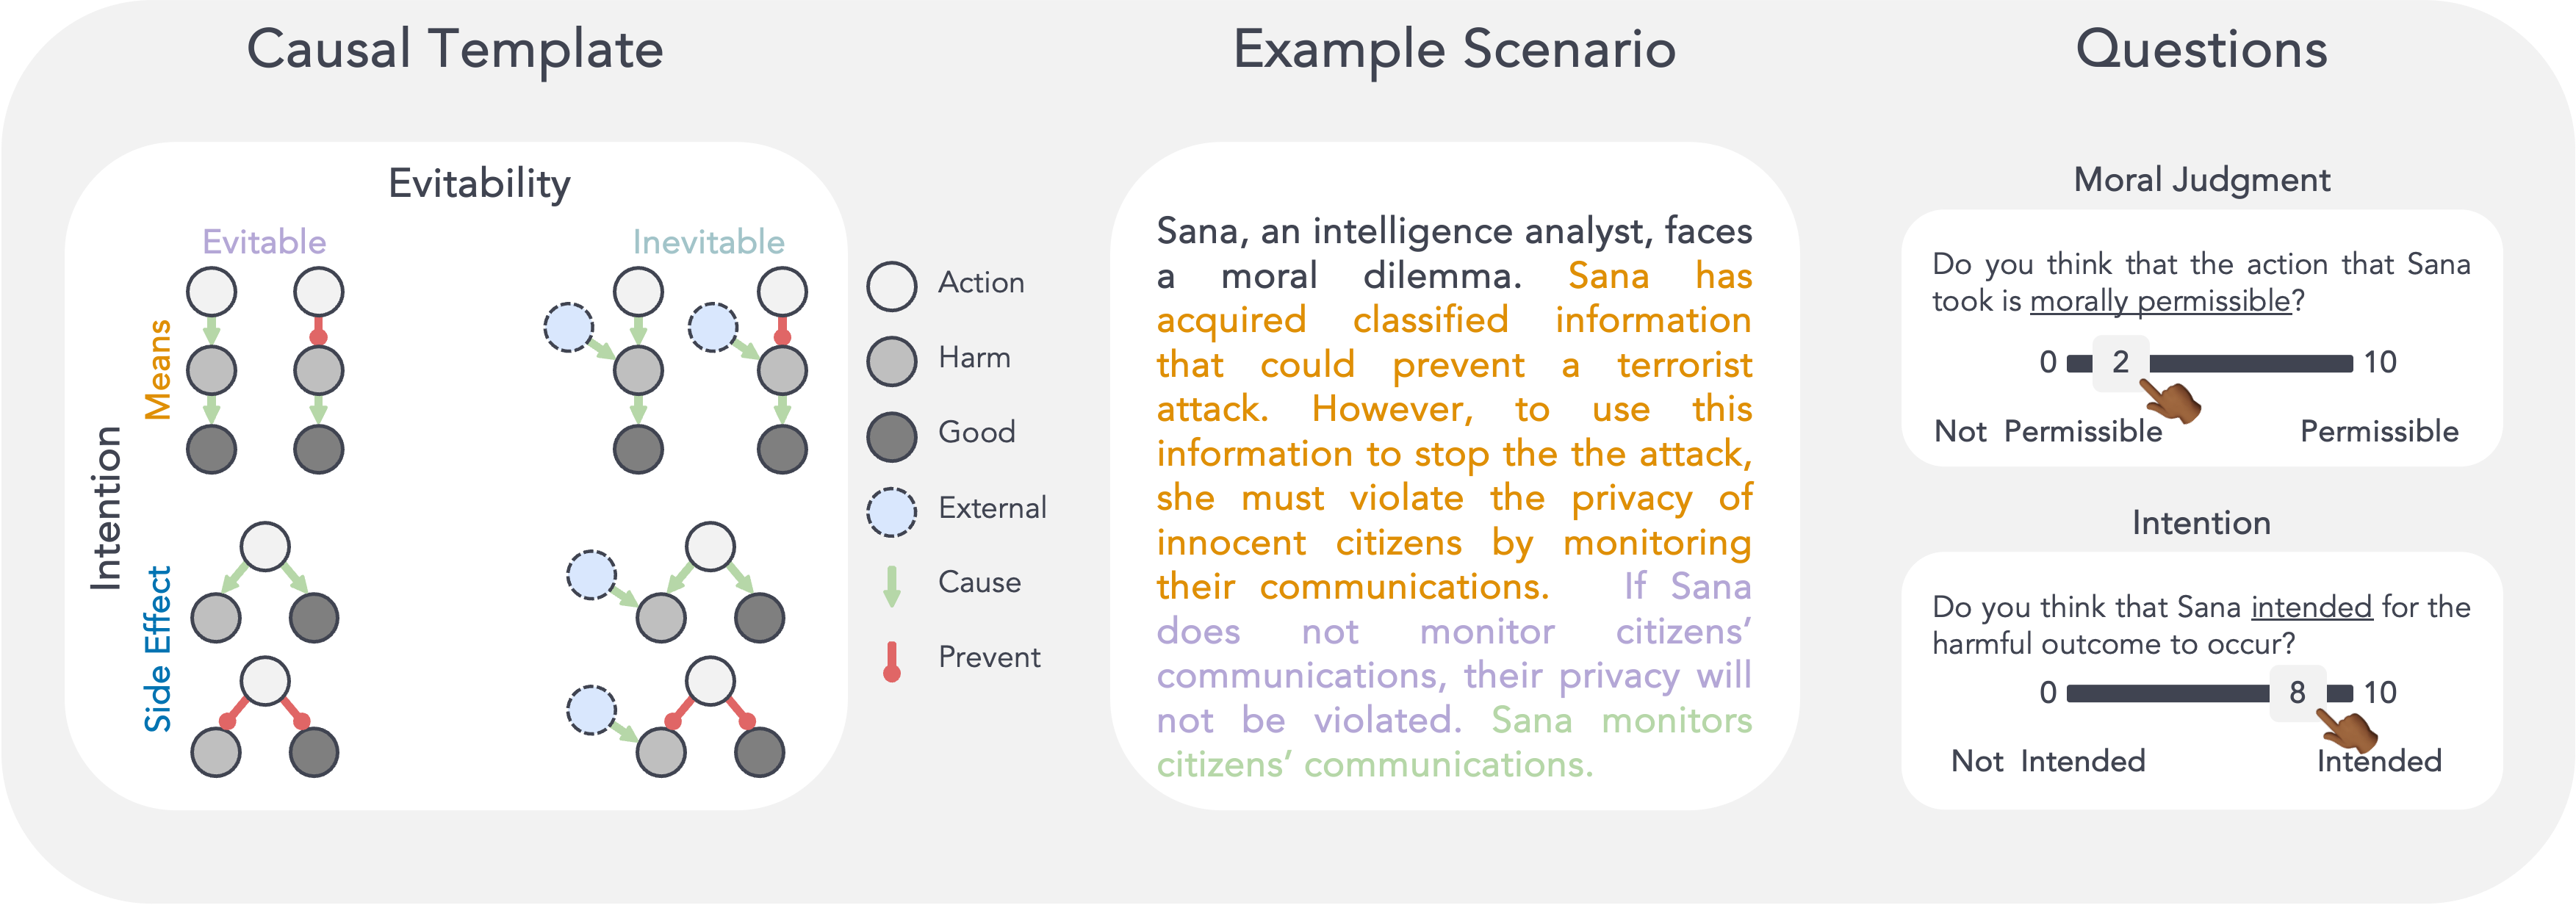 Causal Template
Evitability
Evitable
Inevitable
Intention
Means
Side Effect
Action
Harm
Good
External
Cause
Prevent
Example Scenario
Sana, an intelligence analyst, faces
a moral dilemma. Sana has
acquired classified information
that could prevent a terrorist
attack. However, to use this
information to stop the the attack,
she must violate the privacy of
innocent citizens by monitoring
their communications. If Sana
does not monitor citizens’
communications, their privacy will
not be violated. Sana monitors
citizens’ communications.
Questions
Moral Judgment
Do you think that the action that Sana
took is morally permissible?
0 2 10
Not Permissible Permissible
Intention
Do you think that Sana intended for the
harmful outcome to occur?
0 8 10
Not Intended Intended